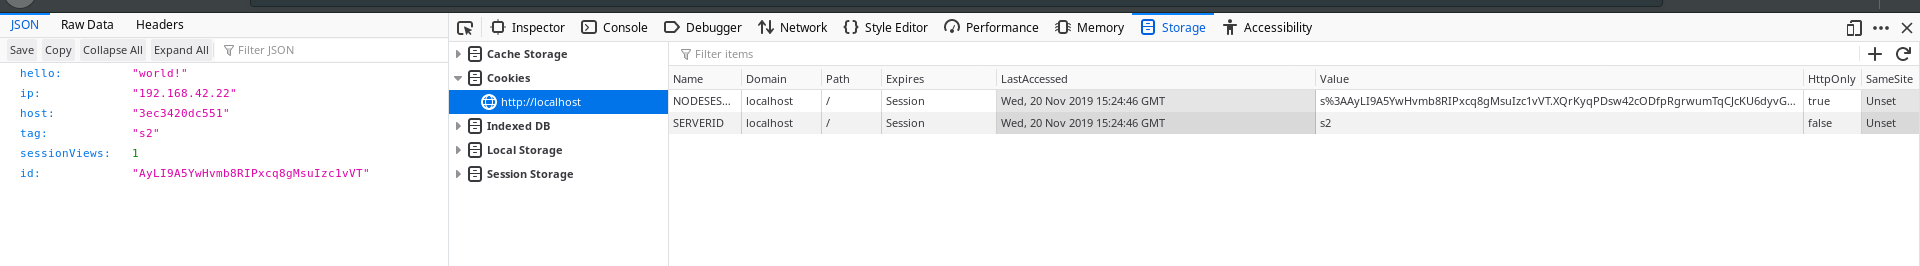 JSON Raw Data Headers
Save Copy Collapse All Expand All Filter JSON
hello: "world!"
ip: "192.168.42.22"
host: "3ec3420dc551"
tag: "s2"
sessionViews: 1
id: "AyLI9A5YwHvmb8RIPxcq8gMsuIzc1vVT"
Inspector Console Debugger Network Style Editor Performance Memory Storage Accessibility
Cache Storage
Cookies
http://localhost
Indexed DB
Local Storage
Session Storage
Filter items
Name Domain Path Expires LastAccessed Value HttpOnly SameSite
NODESES... localhost / Session Wed, 20 Nov 2019 15:24:46 GMT s%3AAyLI9A5YwHvmb8RIPxcq8gMsuIzc1vVT.XQrKyqPDsw42cODfpRgrwumTqCJcKU6dyvG... true Unset
SERVERID localhost / Session Wed, 20 Nov 2019 15:24:46 GMT s2 false Unset